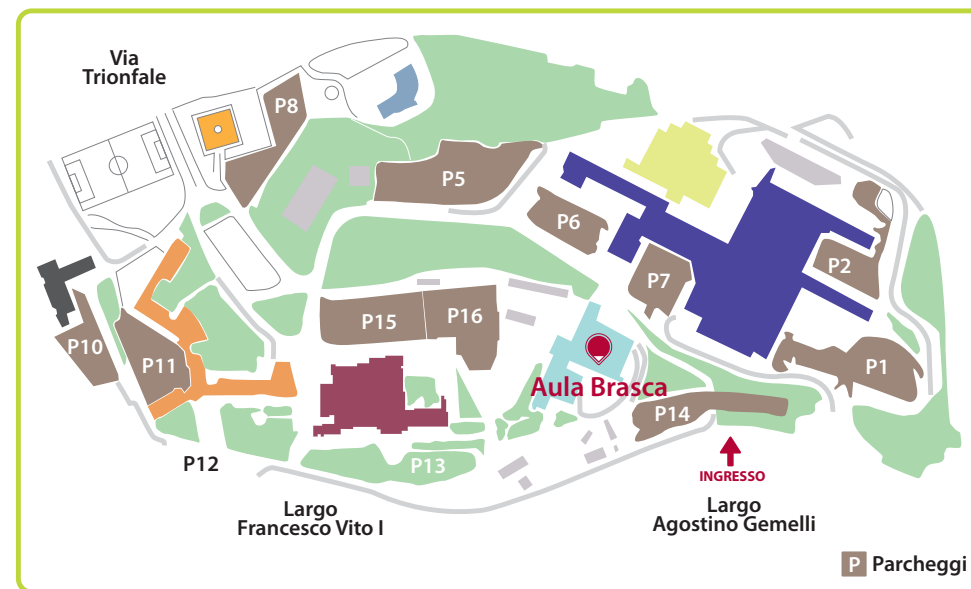 Via
Trionfale
P8
P5
P6
P7
P2
P15
P16
P10
P11
P1
Aula Brasca
P14
P12
P13
INGRESSO
Largo
Francesco Vito I
Largo
Agostino Gemelli
P Parcheggi